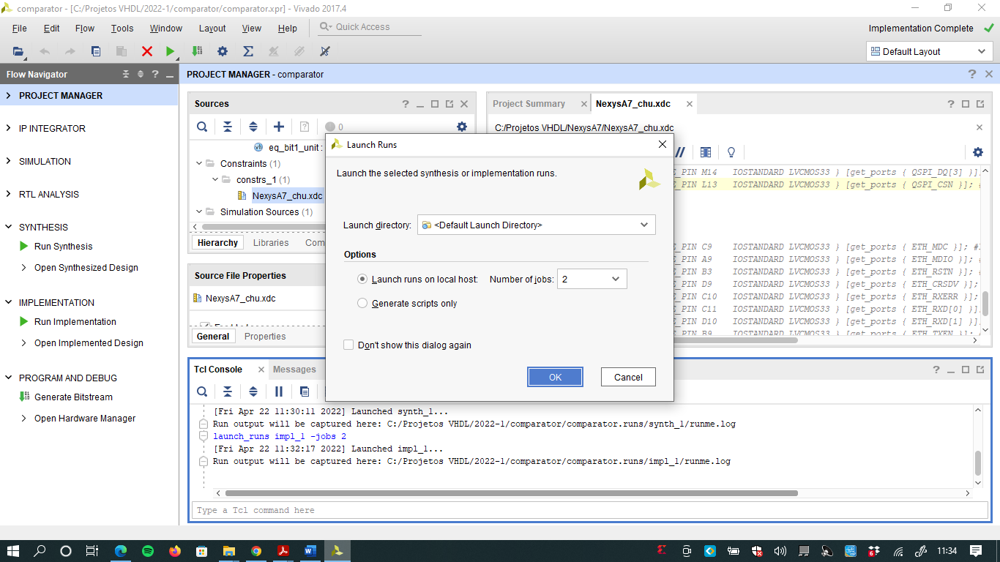 comparator - [C:/Projetos VHDL/2022-1/comparator/comparator.xpr] - Vivado 2017.4
File Edit Flow Tools Window Layout View Help Quick Access
Implementation Complete
Default Layout
Flow Navigator
PROJECT MANAGER
IP INTEGRATOR
SIMULATION
RTL ANALYSIS
SYNTHESIS
Run Synthesis
Open Synthesized Design
IMPLEMENTATION
Run Implementation
Open Implemented Design
PROGRAM AND DEBUG
Generate Bitstream
Open Hardware Manager
PROJECT MANAGER - comparator
Sources
0
eq_bit1_unit :
Constraints (1)
constrs_1 (1)
NexysA7_chu.xdc
Simulation Sources (1)
Hierarchy Libraries Com
Source File Properties
NexysA7_chu.xdc
General Properties
Project Summary NexysA7_chu.xdc
C:/Projetos VHDL/NexysA7/NexysA7_chu.xdc
//
E_PIN M14 IOSTANDARD LVCMOS33 } [get_ports { QSPI_DQ[3] }]
E_PIN L13 IOSTANDARD LVCMOS33 } [get_ports { QSPI_CSN }]; #
E_PIN C9 IOSTANDARD LVCMOS33 } [get_ports { ETH_MDC }]; #
E_PIN A9 IOSTANDARD LVCMOS33 } [get_ports { ETH_MDIO }]; #
E_PIN B3 IOSTANDARD LVCMOS33 } [get_ports { ETH_RSTN }]; #
E_PIN D9 IOSTANDARD LVCMOS33 } [get_ports { ETH_CRSDV }];
E_PIN C10 IOSTANDARD LVCMOS33 } [get_ports { ETH_RXERR }];
E_PIN C11 IOSTANDARD LVCMOS33 } [get_ports { ETH_RXD[0] }]
E_PIN D10 IOSTANDARD LVCMOS33 } [get_ports { ETH_RXD[1] }]
E_PIN B9 IOSTANDARD LVCMOS33 } [get_ports { ETH_TXEN }]; #
Launch Runs
Launch the selected synthesis or implementation runs.
Launch directory: <Default Launch Directory>
Options
Launch runs on local host: Number of jobs: 2
Generate scripts only
Don't show this dialog again
OK Cancel
Tcl Console Messages
[Fri Apr 22 11:30:11 2022] Launched synth_1...
Run output will be captured here: C:/Projetos VHDL/2022-1/comparator/comparator.runs/synth_1/runme.log
launch_runs impl_1 -jobs 2
[Fri Apr 22 11:32:17 2022] Launched impl_1...
Run output will be captured here: C:/Projetos VHDL/2022-1/comparator/comparator.runs/impl_1/runme.log
Type a Tcl command here
11:34